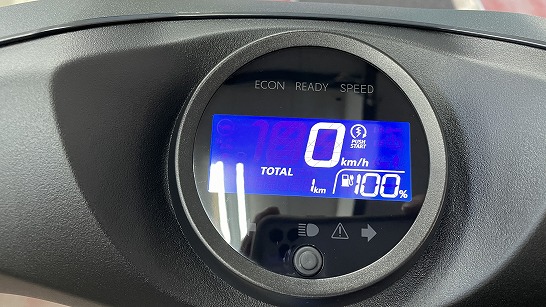 ECON READY SPEED
0 km/h
PUSH
START
TOTAL
1km
100%